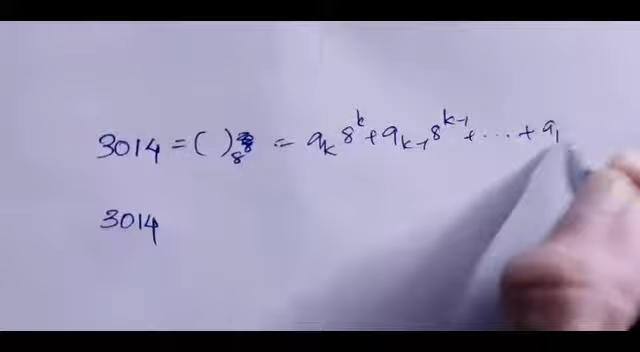 3014 = ( )₈ = aₖ 8ᵏ + aₖ₋₁ 8ᵏ⁻¹ + ... + a₁
3014